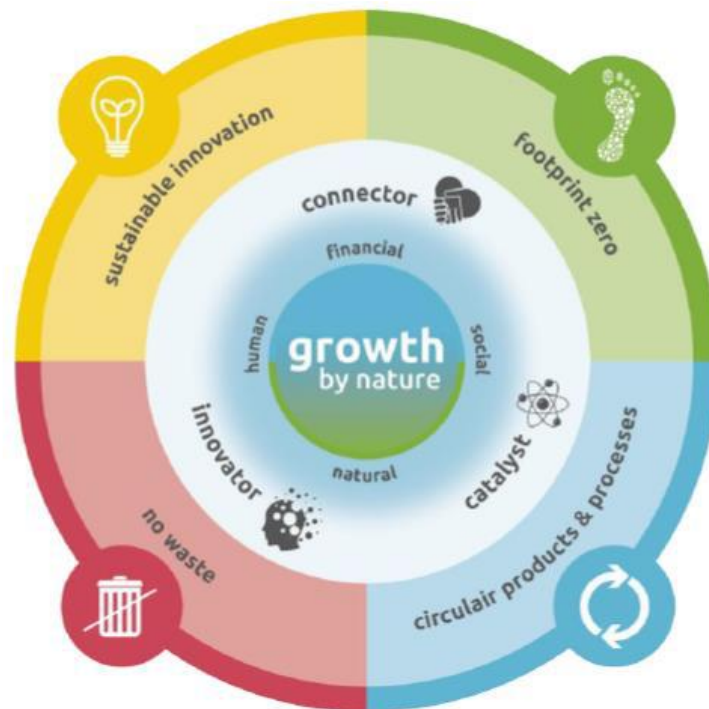 sustainable innovation
footprint zero
connector
financial
human
social
growth
by nature
natural
innovator
catalyst
no waste
circulair products & processes